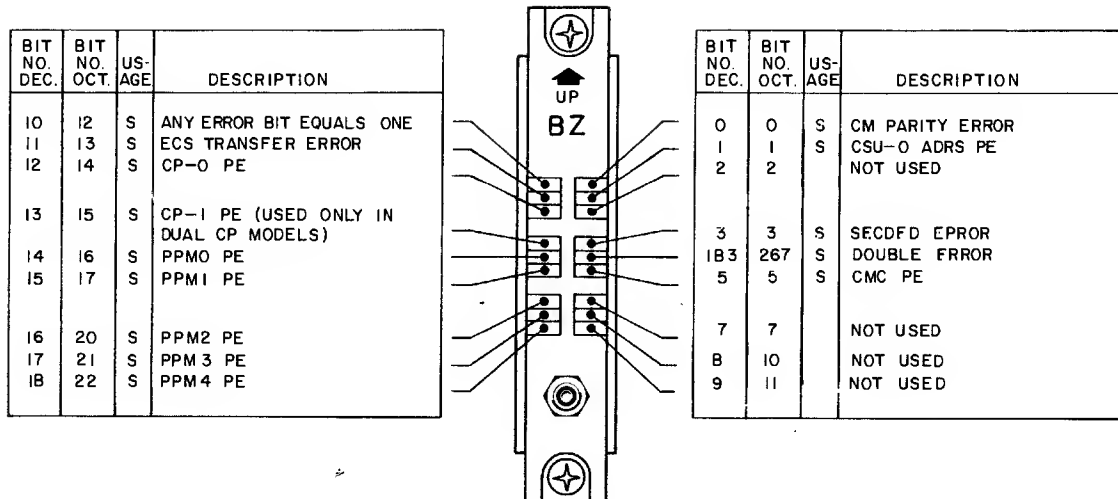 BIT NO. DEC. BIT NO. OCT. US-AGE DESCRIPTION
10 12 S ANY ERROR BIT EQUALS ONE
11 13 S ECS TRANSFER ERROR
12 14 S CP-0 PE
13 15 S CP-1 PE (USED ONLY IN
DUAL CP MODELS)
14 16 S PPM0 PE
15 17 S PPM1 PE
16 20 S PPM2 PE
17 21 S PPM3 PE
1B 22 S PPM4 PE
UP
BZ
BIT NO. DEC. BIT NO. OCT. US-AGE DESCRIPTION
0 0 S CM PARITY ERROR
1 1 S CSU-0 ADRS PE
2 2 NOT USED
3 3 S SECDFD EPROR
1B3 267 S DOUBLE FRROR
5 5 S CMC PE
7 7 NOT USED
B 10 NOT USED
9 11 NOT USED